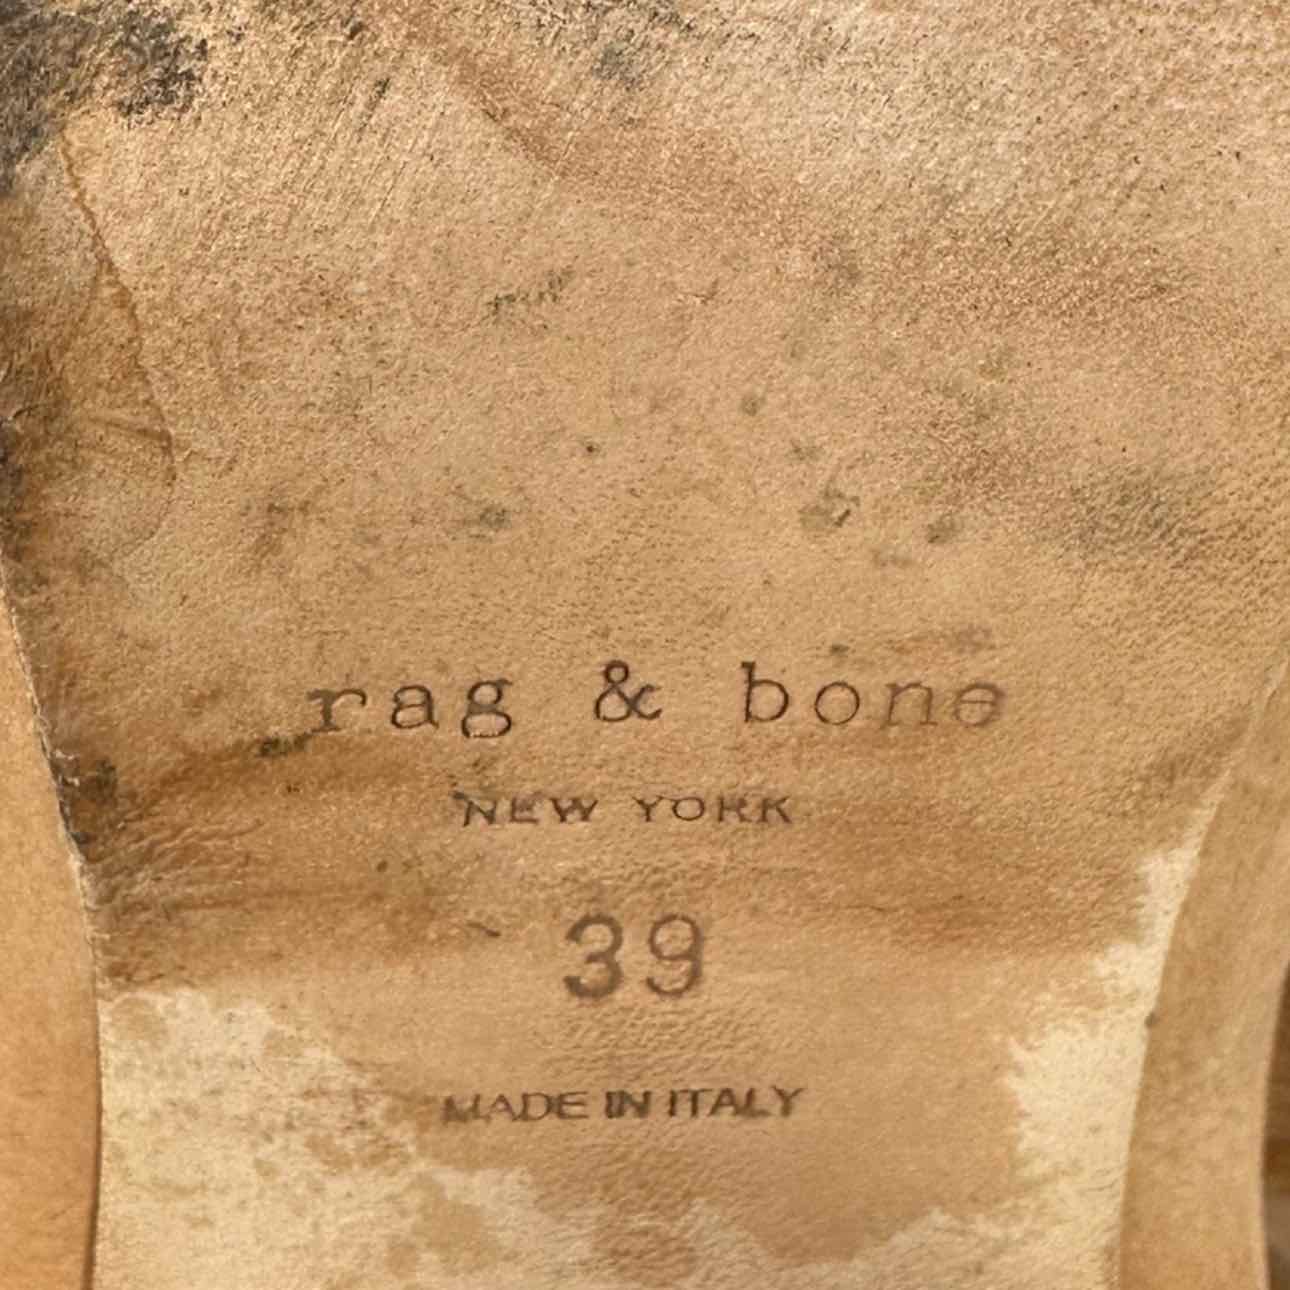 rag & bone
NEW YORK
39
MADE IN ITALY